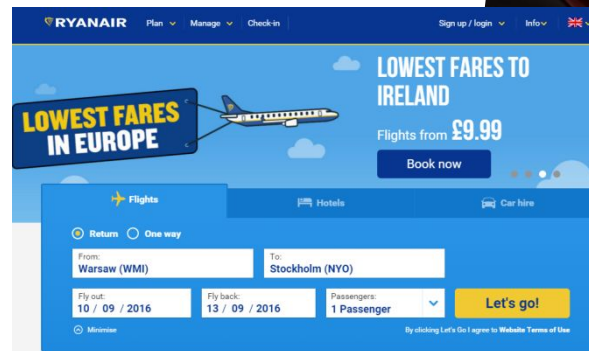 RYANAIR Plan Manage Check-in Sign up / login Info
LOWEST FARES
IN EUROPE
LOWEST FARES TO
IRELAND
Flights from £9.99
Book now
Flights Hotels Car hire
Return One way
From: To:
Warsaw (WMI) Stockholm (NYO)
Fly out: Fly back: Passengers:
10 / 09 / 2016 13 / 09 / 2016 1 Passenger Let's go!
Minimise By clicking Let's Go I agree to Website Terms of Use